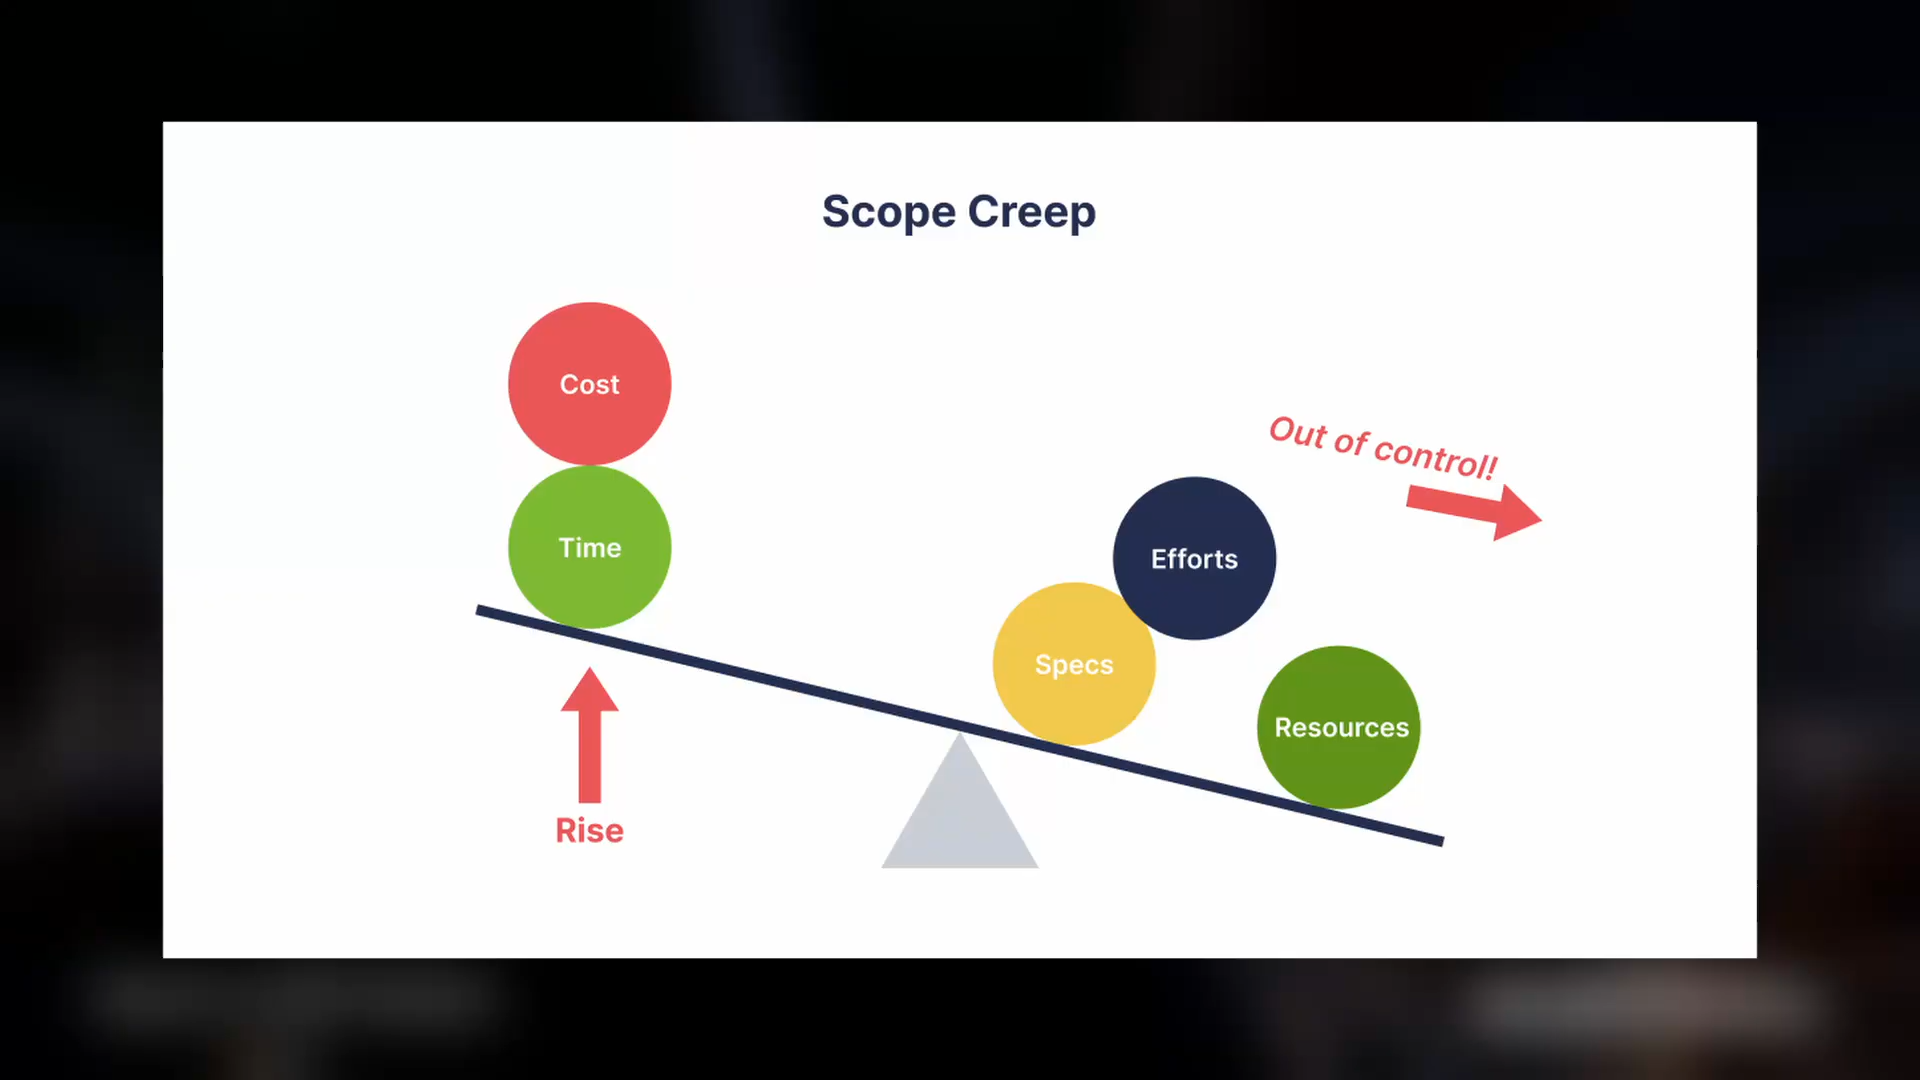 Scope Creep
Cost
Out of control!
Time
Efforts
Specs
Resources
Rise